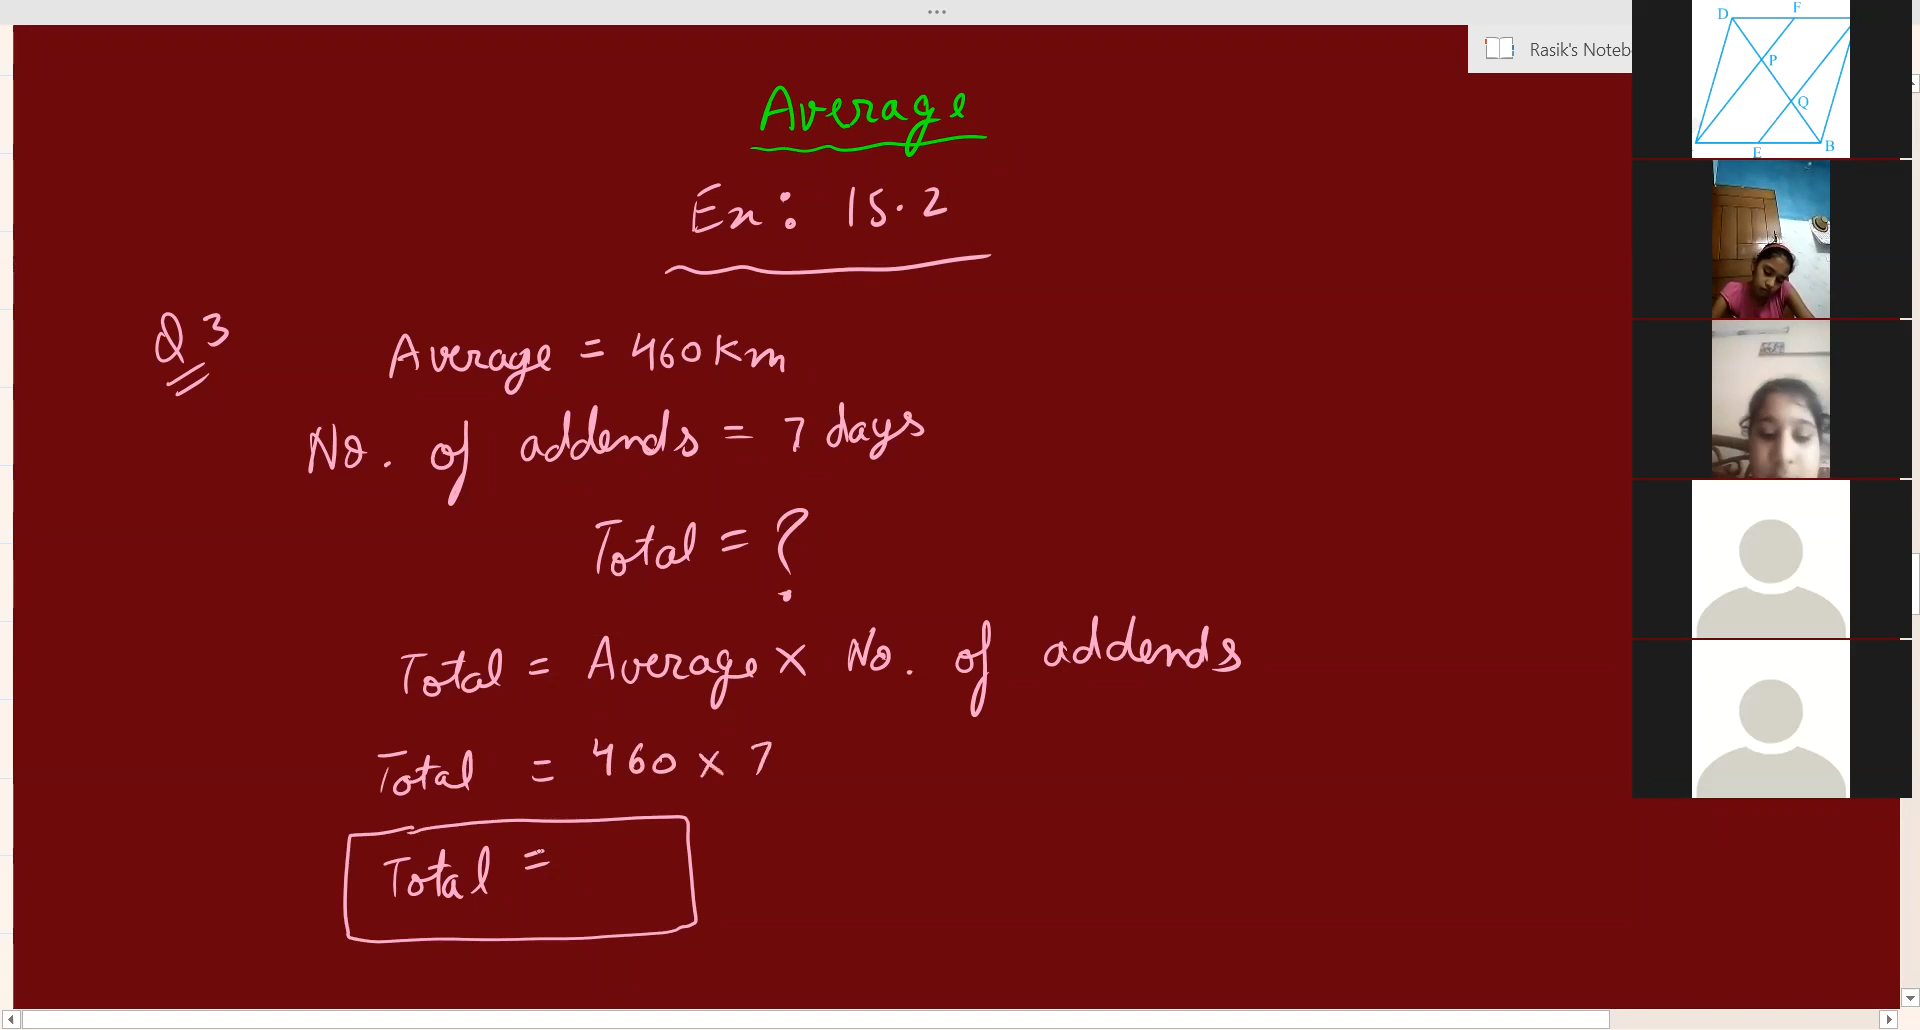 Average
Ex: 15.2
Q3
Average = 460 Km
No. of addends = 7 days
Total = ?
Total = Average × No. of addends
Total = 460 × 7
Total =
Rasik's Noteb
D F
P
Q
E B